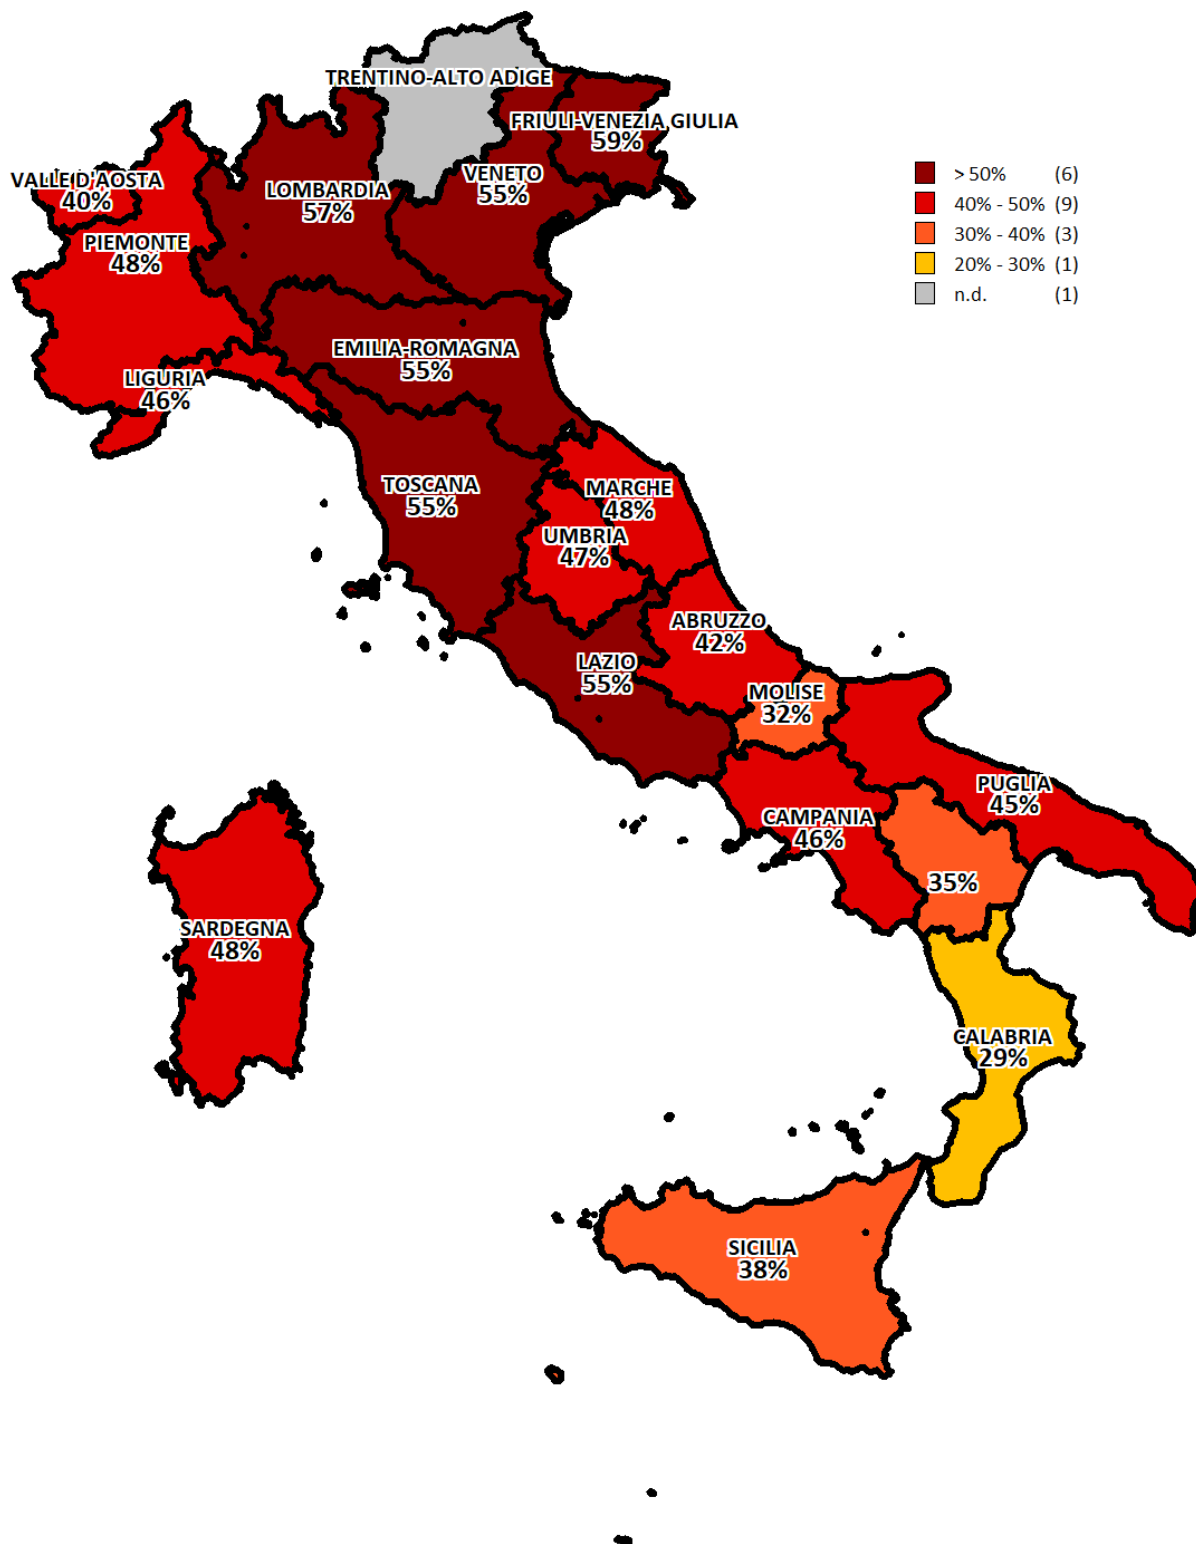 TRENTINO-ALTO ADIGE
FRIULI-VENEZIA GIULIA
59%
VALLE D'AOSTA
40%
LOMBARDIA
57%
VENETO
55%
> 50% (6)
40% - 50% (9)
30% - 40% (3)
20% - 30% (1)
n.d. (1)
PIEMONTE
48%
EMILIA-ROMAGNA
55%
LIGURIA
46%
TOSCANA
55%
MARCHE
48%
UMBRIA
47%
ABRUZZO
42%
LAZIO
55%
MOLISE
32%
PUGLIA
45%
CAMPANIA
46%
35%
SARDEGNA
48%
CALABRIA
29%
SICILIA
38%